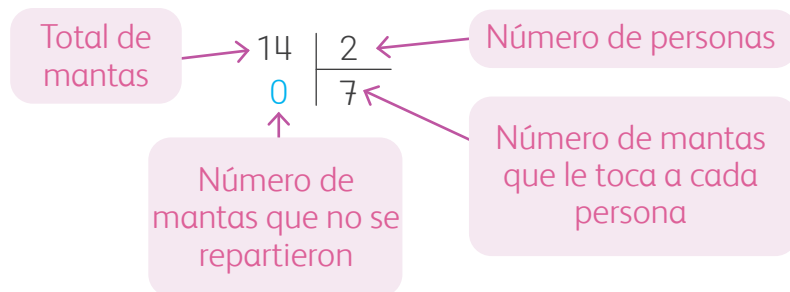 Total de
mantas
14 2
0 7
Número de personas
Número de
mantas que no se
repartieron
Número de mantas
que le toca a cada
persona